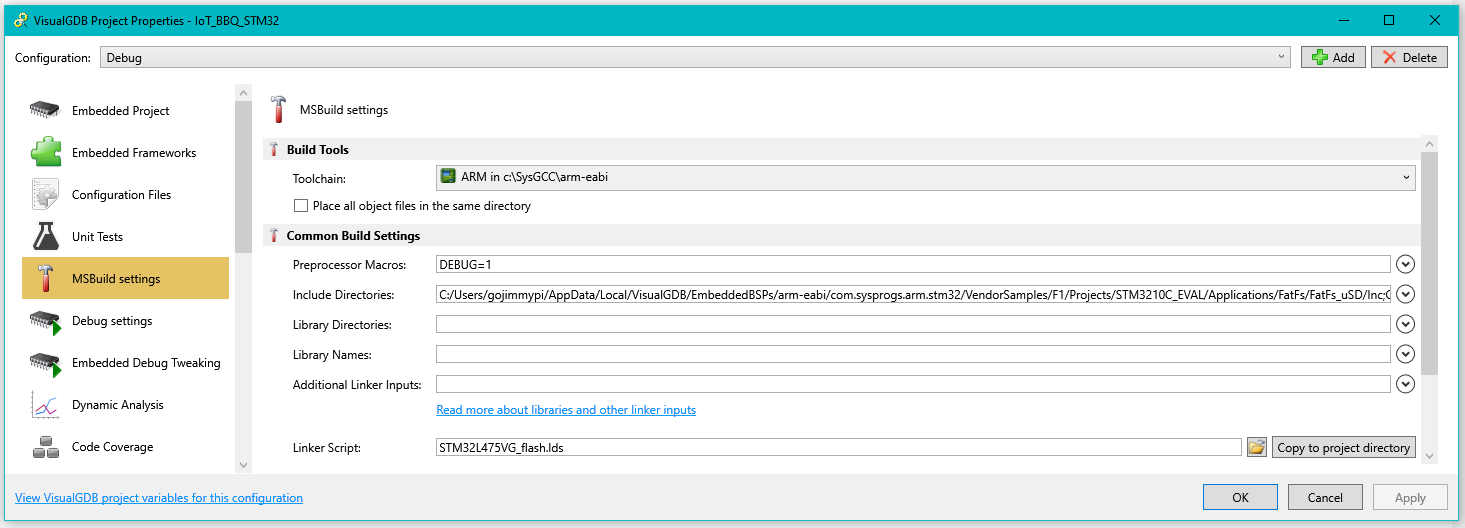 VisualGDB Project Properties - IoT_BBQ_STM32
Configuration: Debug Add Delete
Embedded Project
Embedded Frameworks
Configuration Files
Unit Tests
MSBuild settings
Debug settings
Embedded Debug Tweaking
Dynamic Analysis
Code Coverage
MSBuild settings
Build Tools
Toolchain: ARM in c:\SysGCC\arm-eabi
Place all object files in the same directory
Common Build Settings
Preprocessor Macros: DEBUG=1
Include Directories: C:/Users/gojimmypi/AppData/Local/VisualGDB/EmbeddedBSPs/arm-eabi/com.sysprogs.arm.stm32/VendorSamples/F1/Projects/STM3210C_EVAL/Applications/FatFs/FatFs_uSD/Inc;C
Library Directories:
Library Names:
Additional Linker Inputs:
Read more about libraries and other linker inputs
Linker Script: STM32L475VG_flash.lds Copy to project directory
View VisualGDB project variables for this configuration
OK Cancel Apply